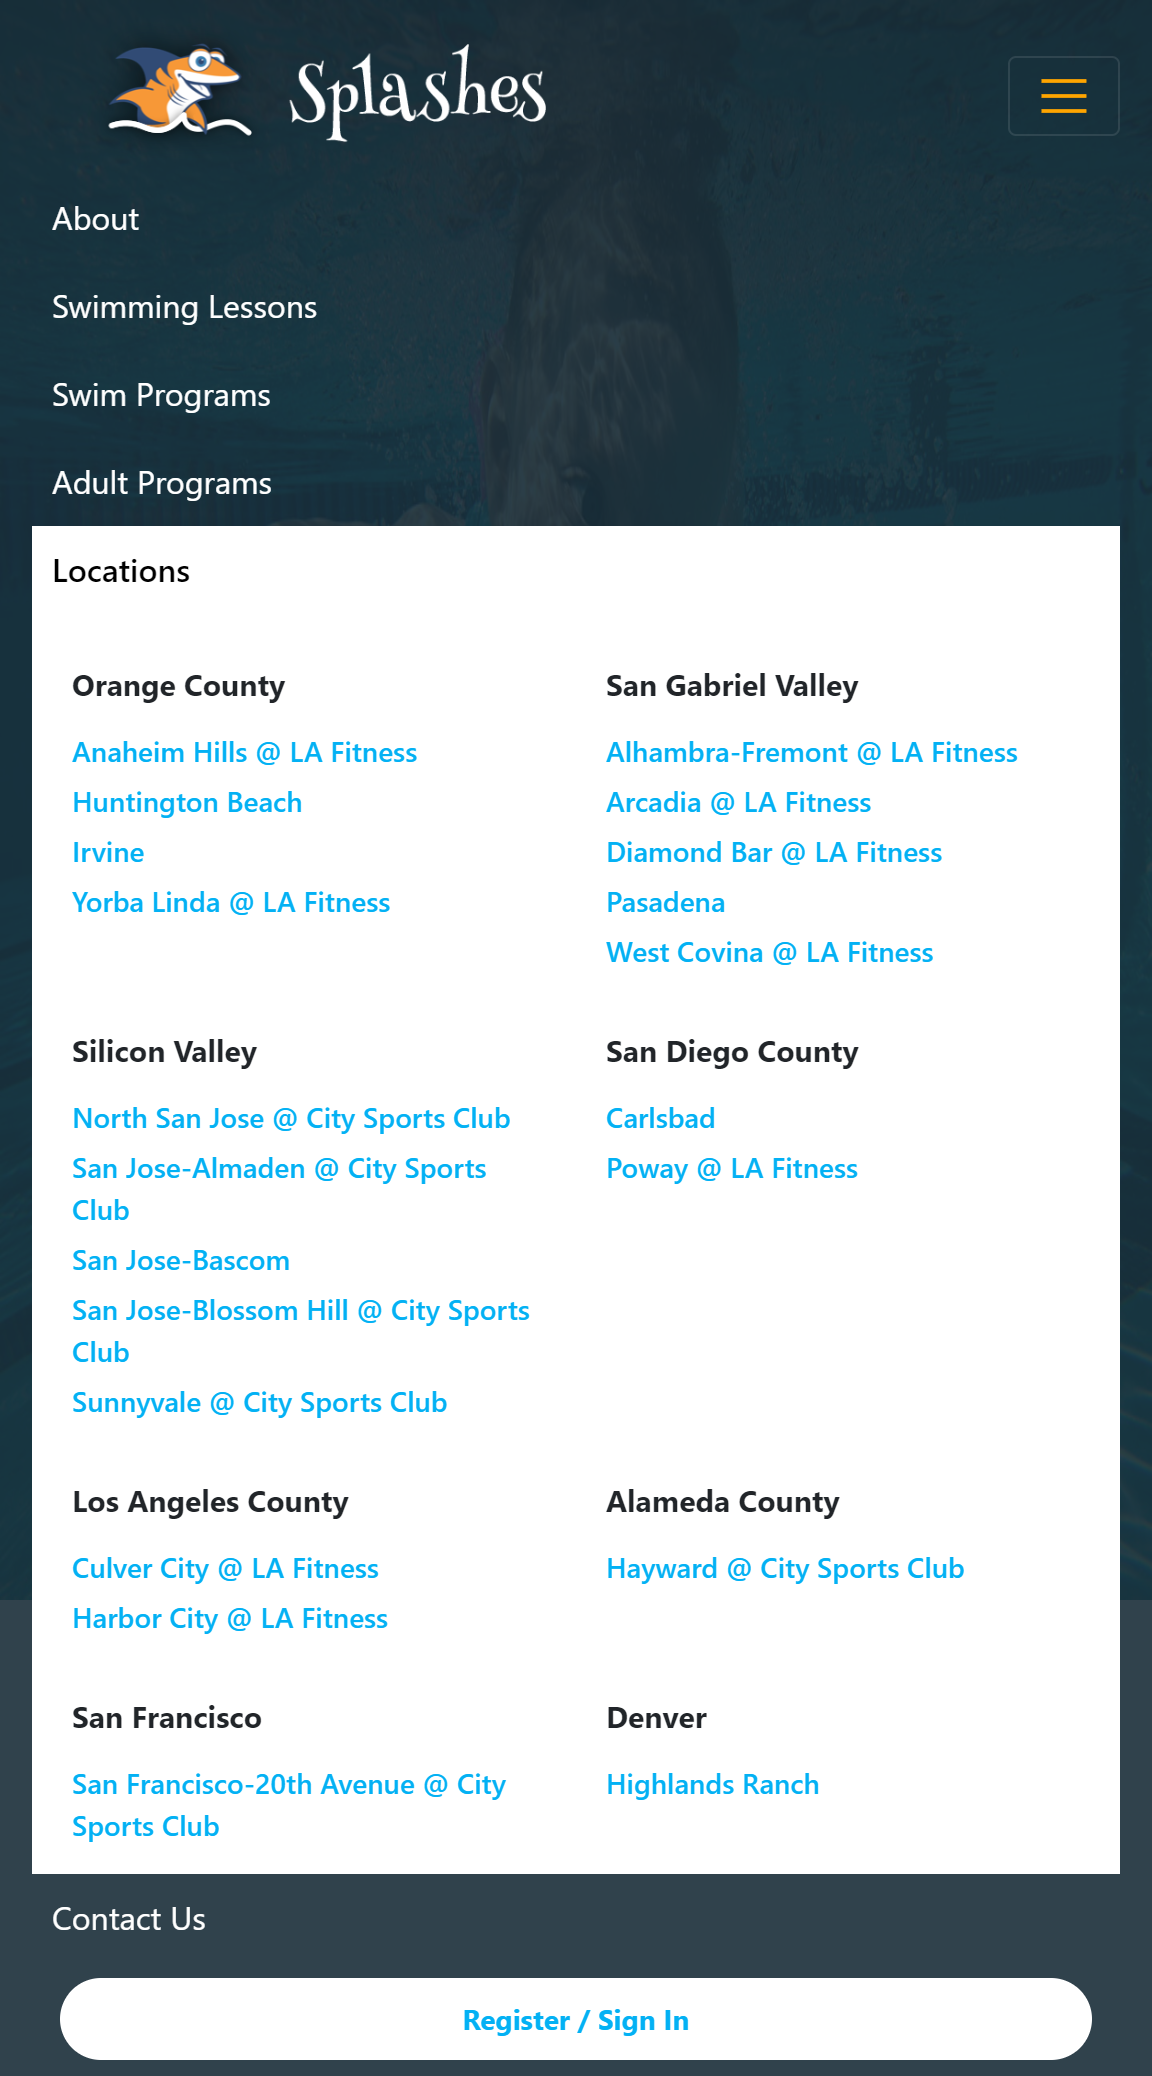 Splashes
About
Swimming Lessons
Swim Programs
Adult Programs
Locations
Orange County
Anaheim Hills @ LA Fitness
Huntington Beach
Irvine
Yorba Linda @ LA Fitness
San Gabriel Valley
Alhambra-Fremont @ LA Fitness
Arcadia @ LA Fitness
Diamond Bar @ LA Fitness
Pasadena
West Covina @ LA Fitness
Silicon Valley
North San Jose @ City Sports Club
San Jose-Almaden @ City Sports
Club
San Jose-Bascom
San Jose-Blossom Hill @ City Sports
Club
Sunnyvale @ City Sports Club
San Diego County
Carlsbad
Poway @ LA Fitness
Los Angeles County
Culver City @ LA Fitness
Harbor City @ LA Fitness
Alameda County
Hayward @ City Sports Club
San Francisco
San Francisco-20th Avenue @ City
Sports Club
Denver
Highlands Ranch
Contact Us
Register / Sign In